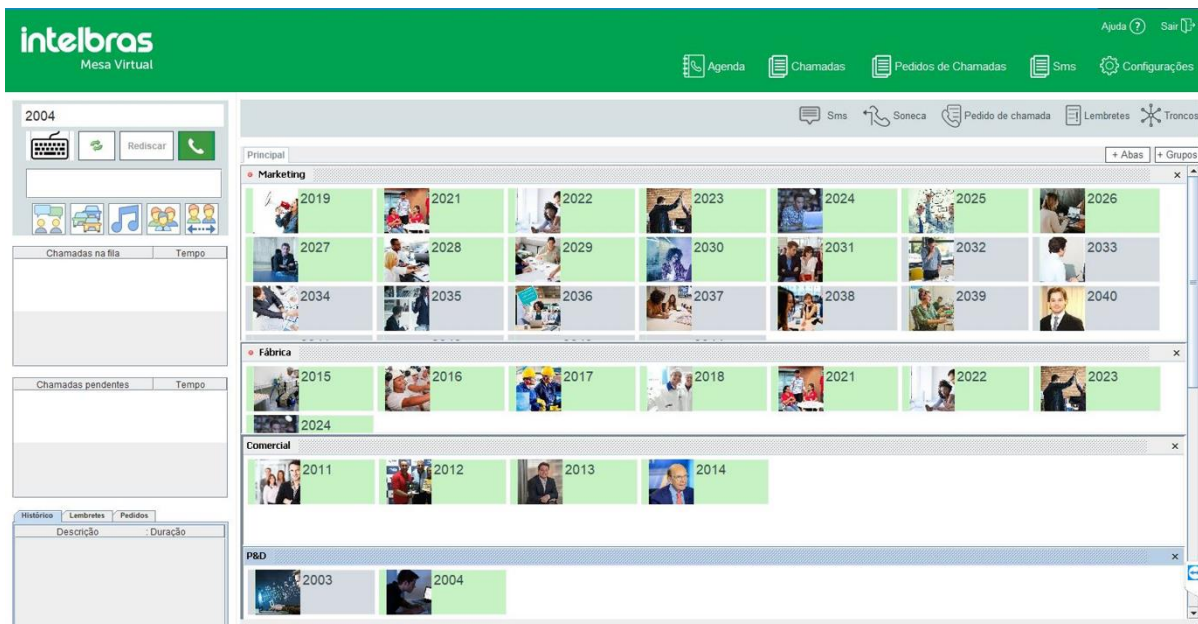 Ajuda ? Sair
intelbras
Mesa Virtual
Agenda Chamadas Pedidos de Chamadas Sms Configurações
2004
Rediscar
Sms Soneca Pedido de chamada Lembretes Troncos
Principal + Abas + Grupos
Marketing x
2019 2021 2022 2023 2024 2025 2026
2027 2028 2029 2030 2031 2032 2033
2034 2035 2036 2037 2038 2039 2040
Fábrica x
2015 2016 2017 2018 2021 2022 2023
2024
Comercial x
2011 2012 2013 2014
P&D x
2003 2004
Chamadas na fila Tempo
Chamadas pendentes Tempo
Histórico Lembretes Pedidos
Descrição : Duração